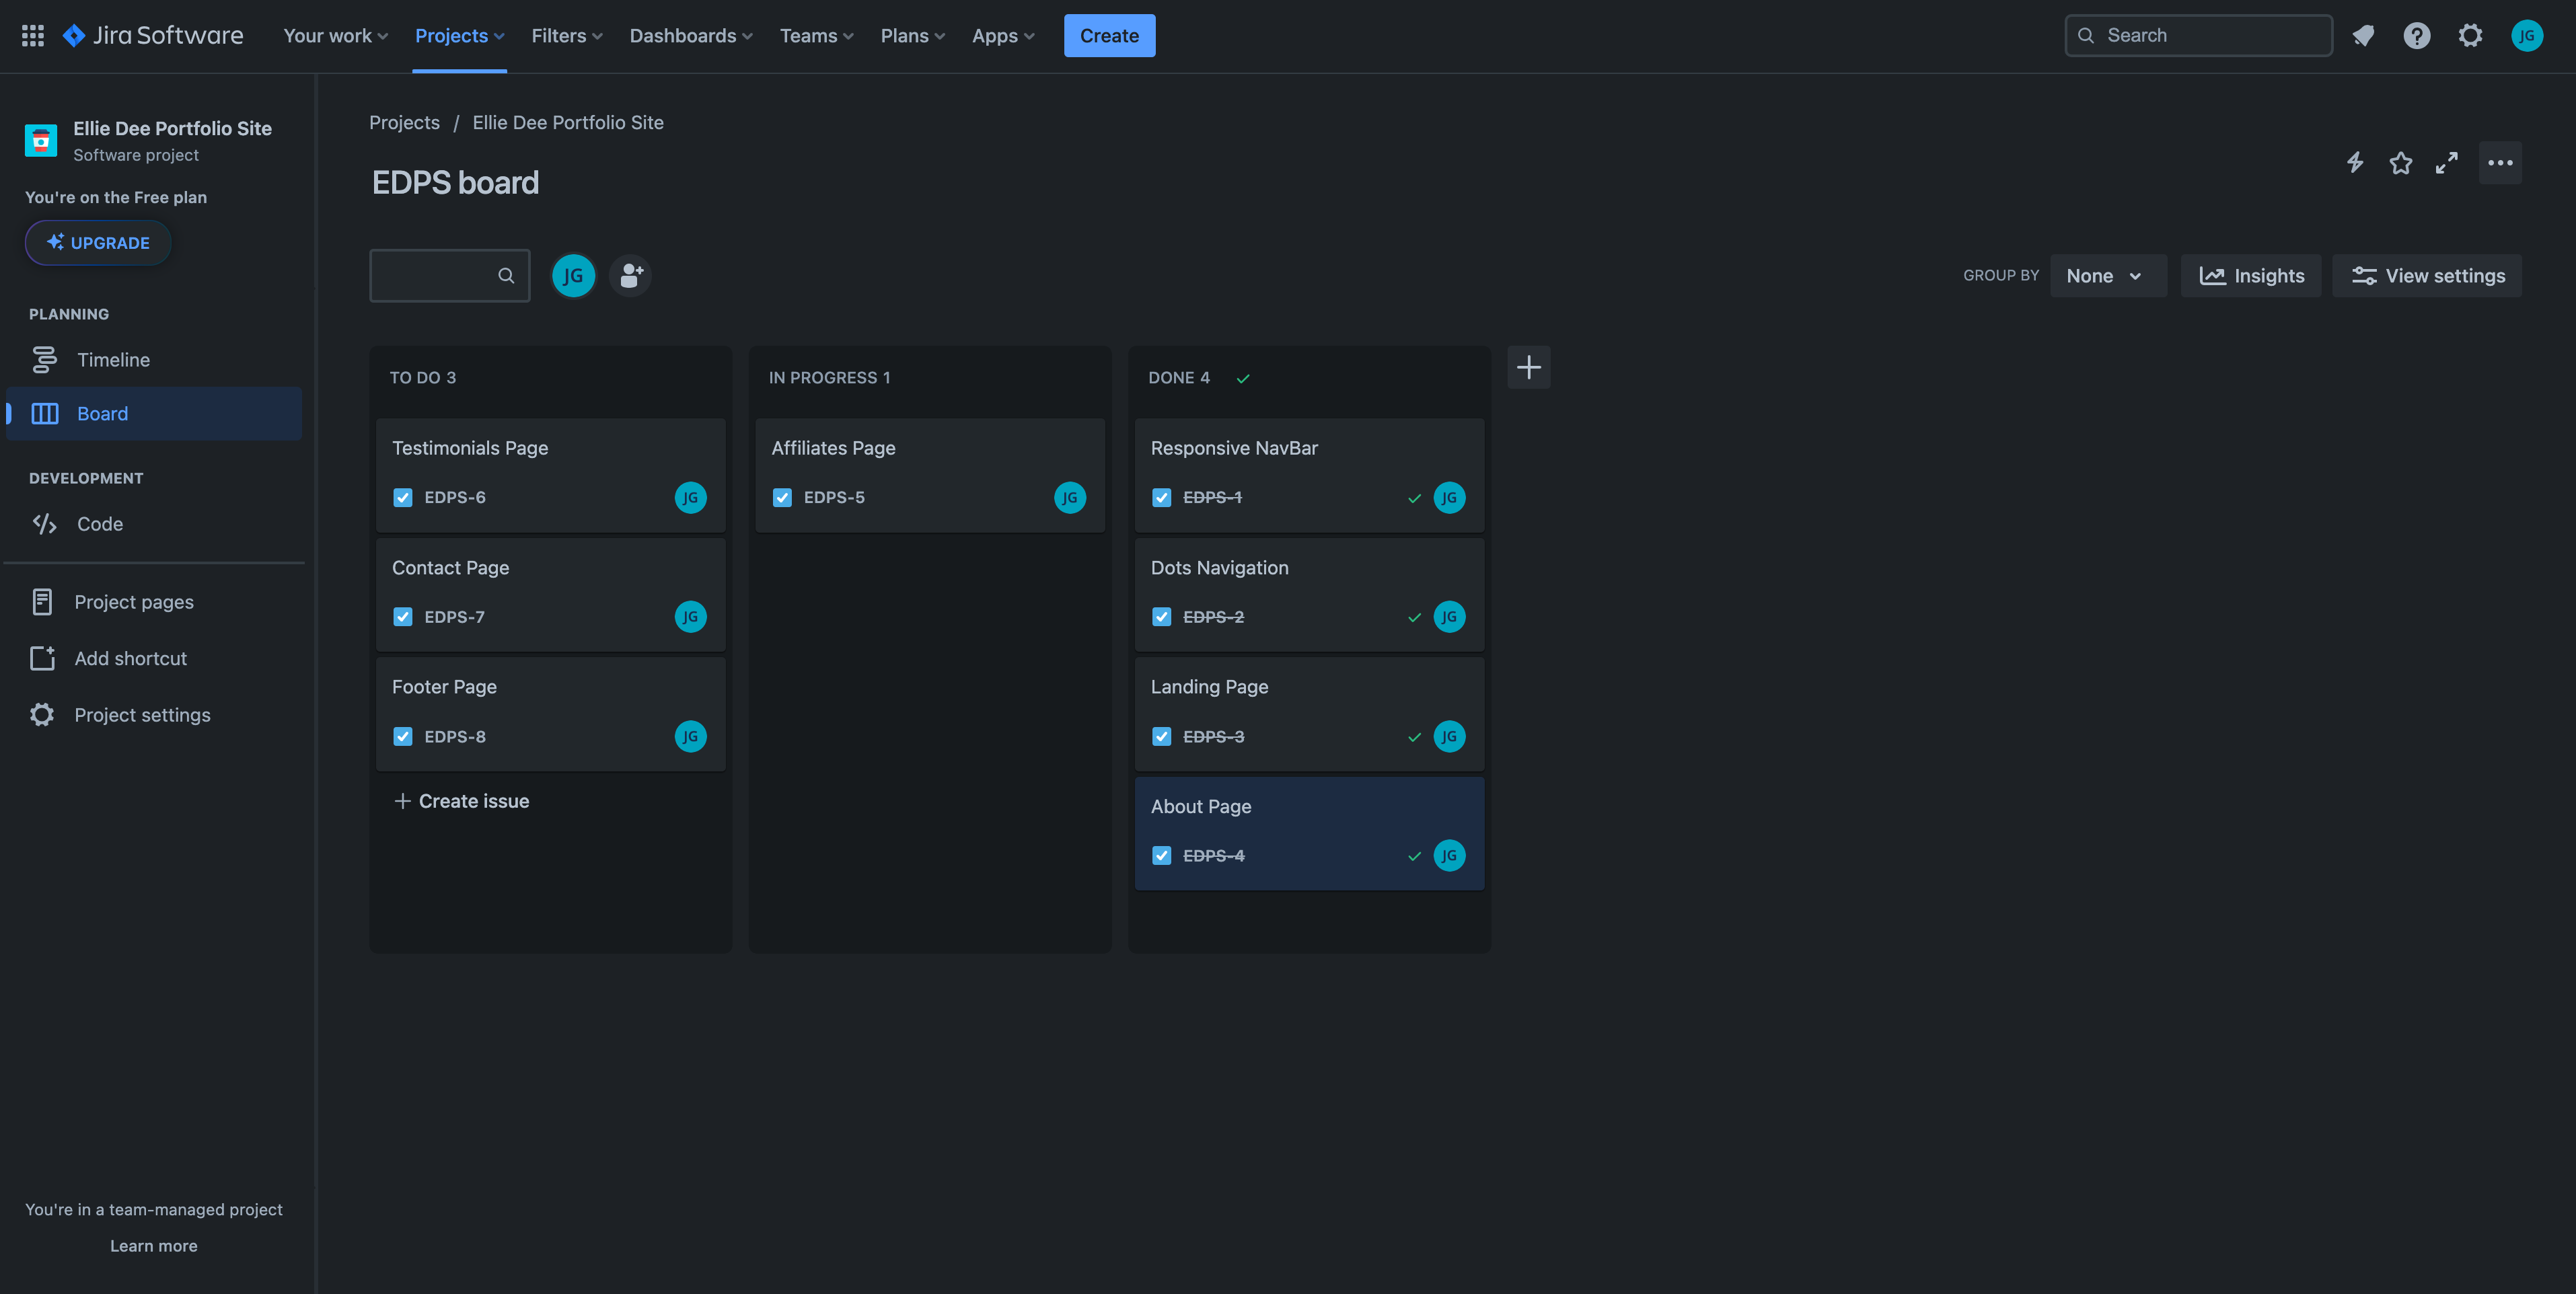 Jira Software
Your work
Projects
Filters
Dashboards
Teams
Plans
Apps
Create
Search
JG
Ellie Dee Portfolio Site
Software project
You're on the Free plan
UPGRADE
PLANNING
Timeline
Board
DEVELOPMENT
Code
Project pages
Add shortcut
Project settings
You're in a team-managed project
Learn more
Projects / Ellie Dee Portfolio Site
EDPS board
JG
GROUP BY
None
Insights
View settings
TO DO 3
Testimonials Page
EDPS-6
JG
Contact Page
EDPS-7
JG
Footer Page
EDPS-8
JG
Create issue
IN PROGRESS 1
Affiliates Page
EDPS-5
JG
DONE 4
Responsive NavBar
EDPS-1
JG
Dots Navigation
EDPS-2
JG
Landing Page
EDPS-3
JG
About Page
EDPS-4
JG